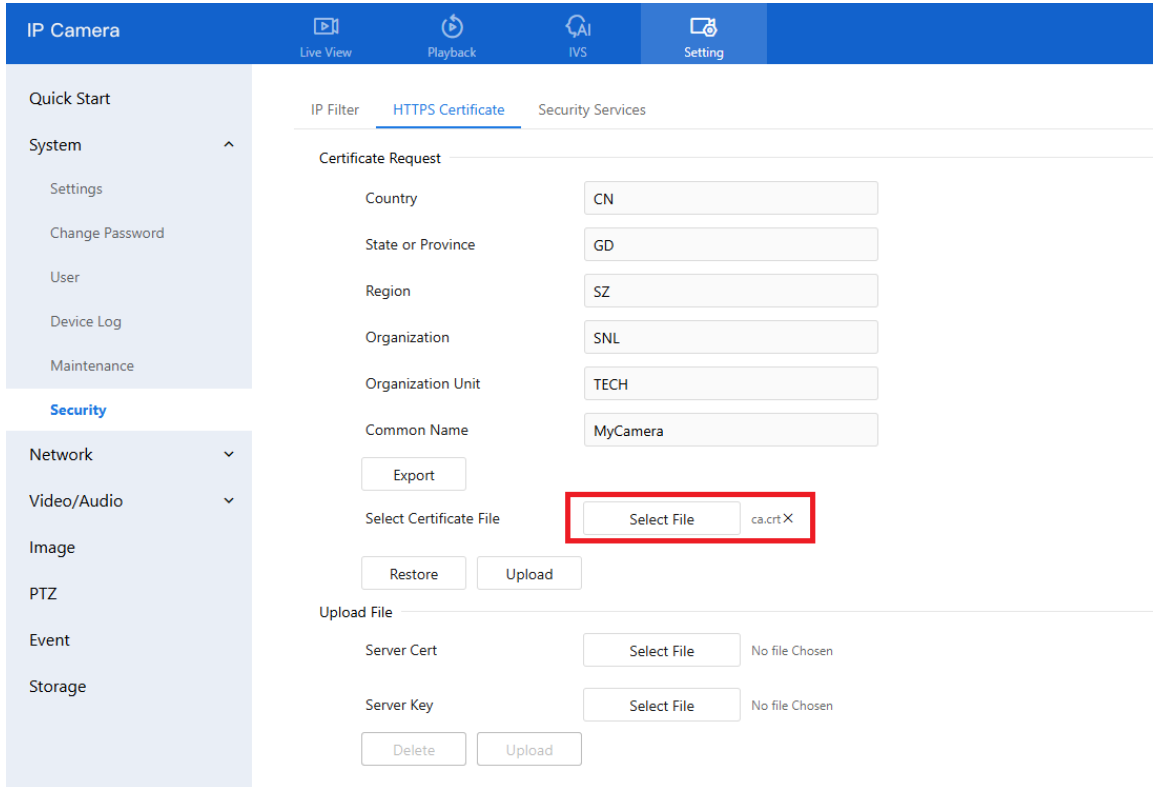 IP Camera
Live View
Playback
AI
IVS
Setting
Quick Start
System
Settings
Change Password
User
Device Log
Maintenance
Security
Network
Video/Audio
Image
PTZ
Event
Storage
IP Filter HTTPS Certificate Security Services
Certificate Request
Country CN
State or Province GD
Region SZ
Organization SNL
Organization Unit TECH
Common Name MyCamera
Export
Select Certificate File Select File ca.crt
Restore Upload
Upload File
Server Cert Select File No file Chosen
Server Key Select File No file Chosen
Delete Upload